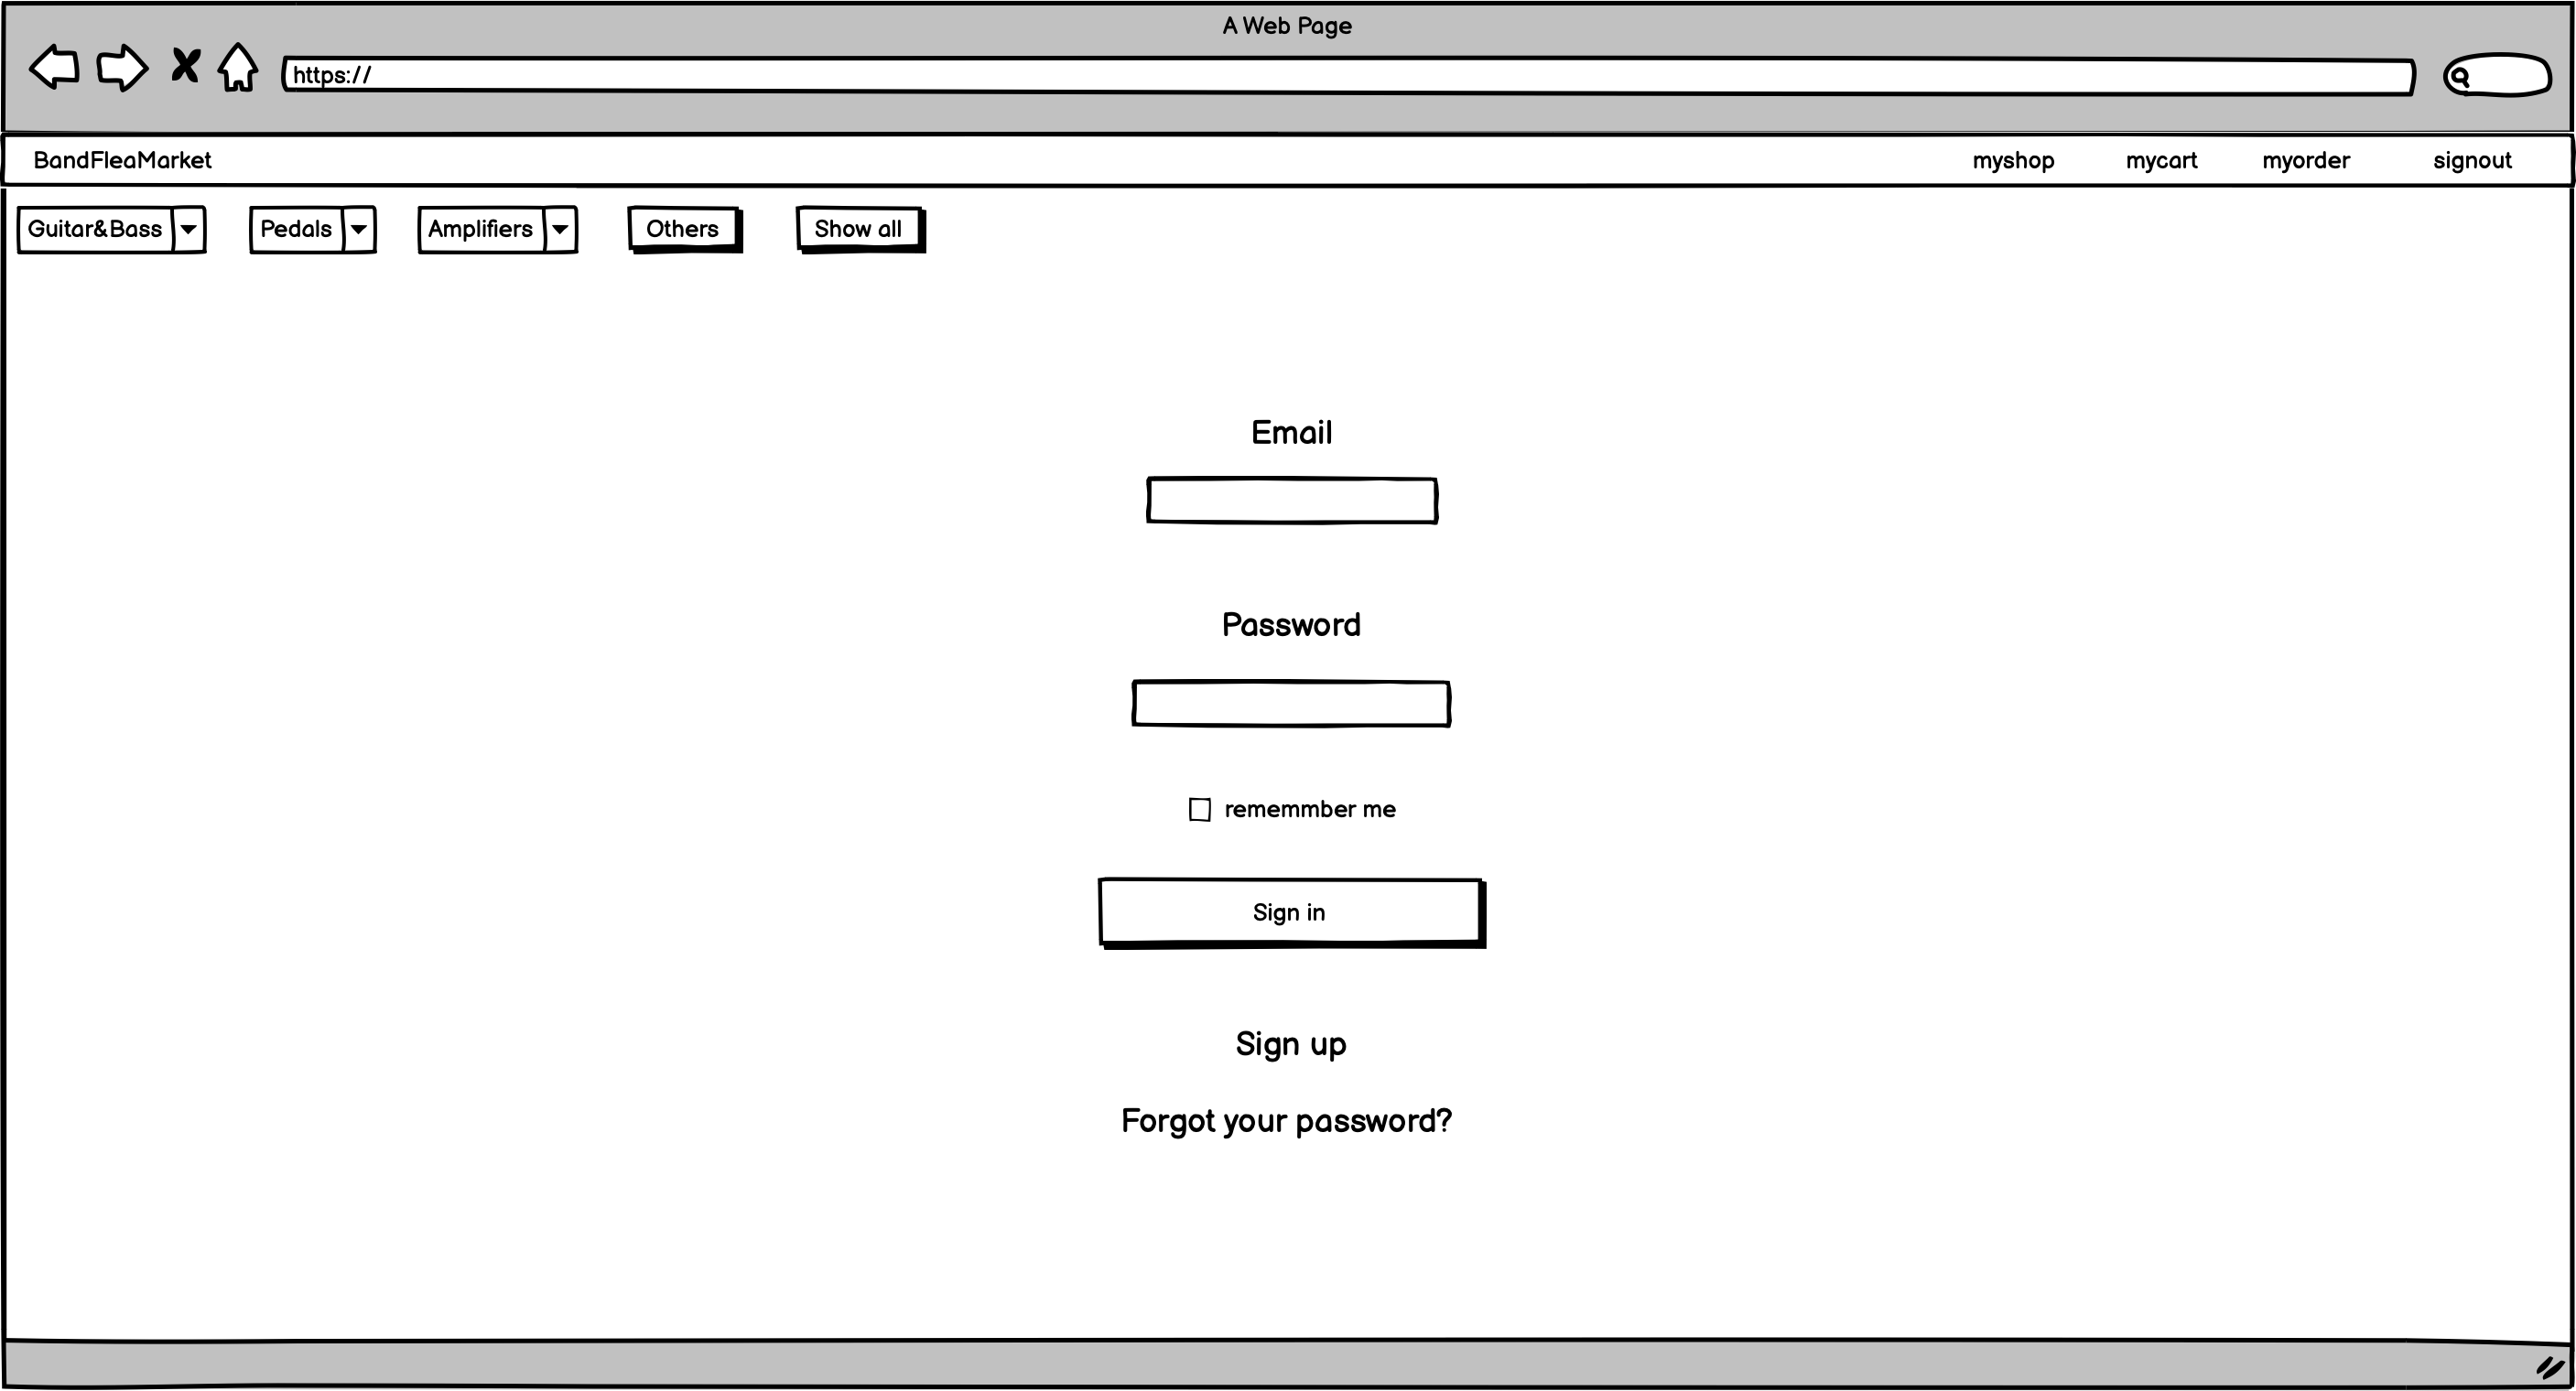 A Web Page
https://
BandFleaMarket myshop mycart myorder signout
Guitar&Bass Pedals Amplifiers Others Show all
Email
Password
rememmber me
Sign in
Sign up
Forgot your password?